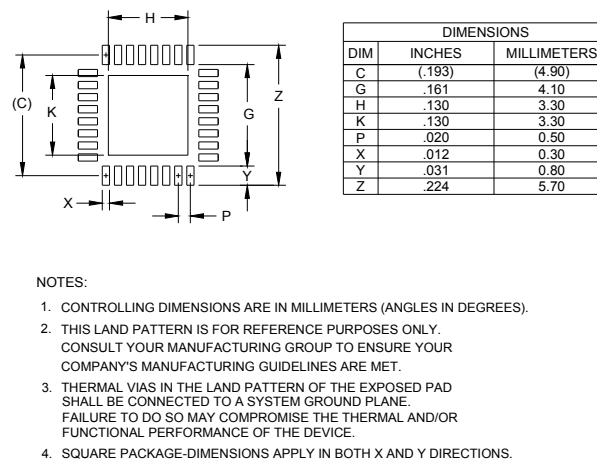 H
(C)
K
G
Z
Y
X
P
DIMENSIONS
DIM INCHES MILLIMETERS
C (.193) (4.90)
G .161 4.10
H .130 3.30
K .130 3.30
P .020 0.50
X .012 0.30
Y .031 0.80
Z .224 5.70
NOTES:
1. CONTROLLING DIMENSIONS ARE IN MILLIMETERS (ANGLES IN DEGREES).
2. THIS LAND PATTERN IS FOR REFERENCE PURPOSES ONLY.
CONSULT YOUR MANUFACTURING GROUP TO ENSURE YOUR
COMPANY'S MANUFACTURING GUIDELINES ARE MET.
3. THERMAL VIAS IN THE LAND PATTERN OF THE EXPOSED PAD
SHALL BE CONNECTED TO A SYSTEM GROUND PLANE.
FAILURE TO DO SO MAY COMPROMISE THE THERMAL AND/OR
FUNCTIONAL PERFORMANCE OF THE DEVICE.
4. SQUARE PACKAGE-DIMENSIONS APPLY IN BOTH X AND Y DIRECTIONS.